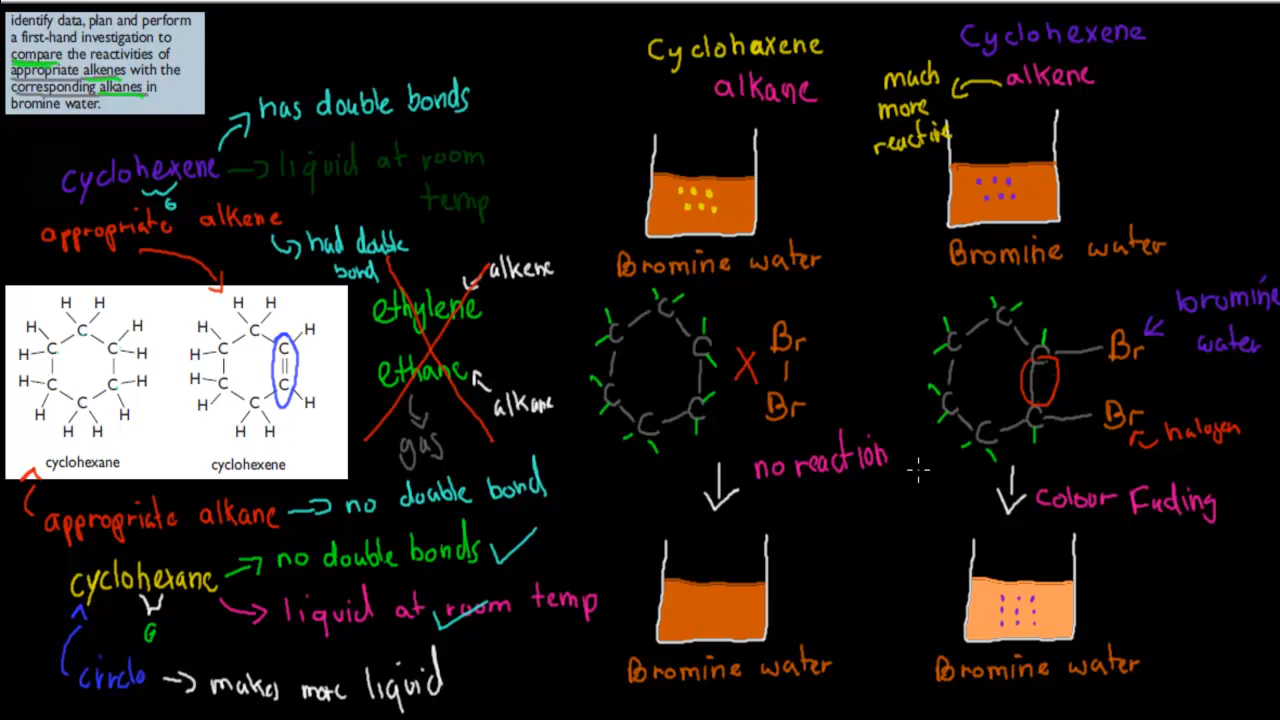 identify data, plan and perform
a first-hand investigation to
compare the reactivities of
appropriate alkenes with the
corresponding alkanes in
bromine water.
has double bonds
cyclohexene → liquid at room
temp
6
appropriate alkene
had double
bond
alkene
ethylene
ethane
alkane
gas
H H
H H
C
C C
H H
H H
C C
C
H H
H H
cyclohexane
H H
H H
C
H C C
H C C
C
H H
H H
cyclohexene
appropriate alkane → no double bond
no double bonds
cyclohexane
liquid at room temp
6
circle → makes more liquid
Cyclohaxene
alkane
Bromine water
C
C C
C C
C
X
Br
Br
no reaction
Bromine water
Cyclohexene
alkene
much
more
reactive
Bromine water
C
C C
C C
C
Br
Br
bromine
water
halogen
Colour Fading
Bromine water